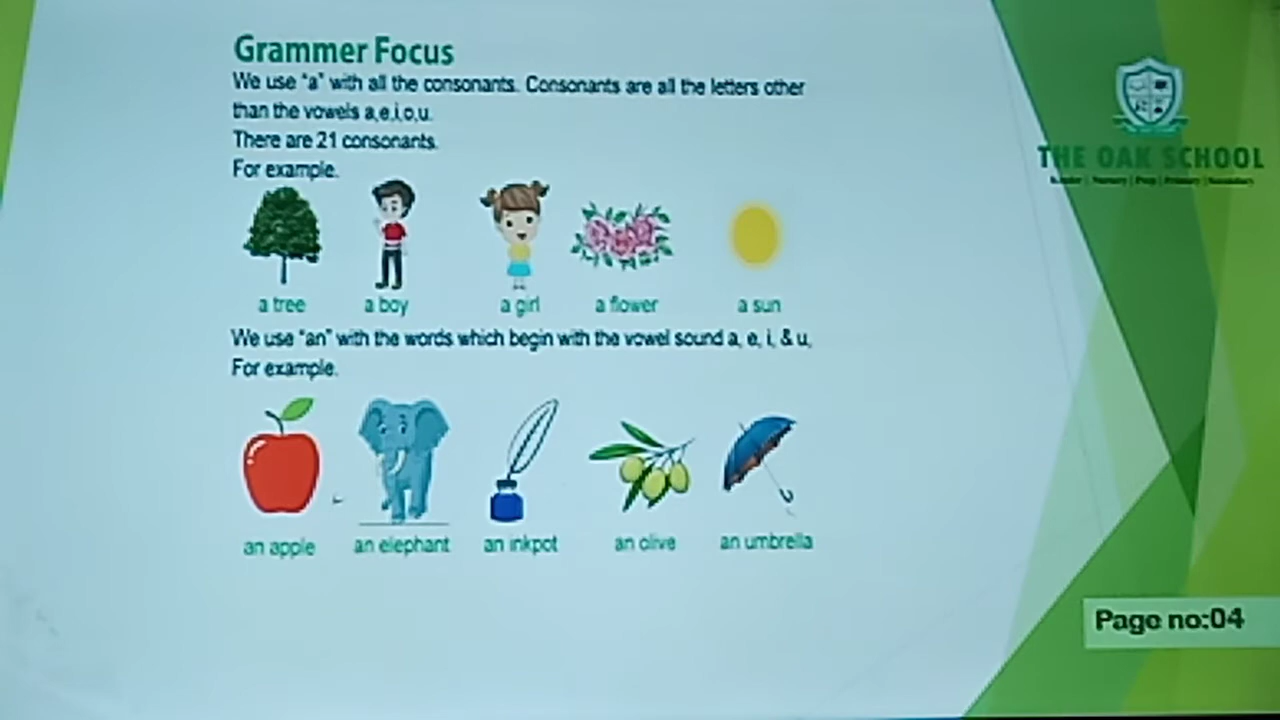 Grammer Focus
We use "a" with all the consonants. Consonants are all the letters other
than the vowels a,e,i,o,u.
There are 21 consonants.
For example.
a tree a boy a girl a flower a sun
We use "an" with the words which begin with the vowel sound a, e, i, & u,
For example.
an apple an elephant an inkpot an olive an umbrella
THE OAK SCHOOL
Page no:04